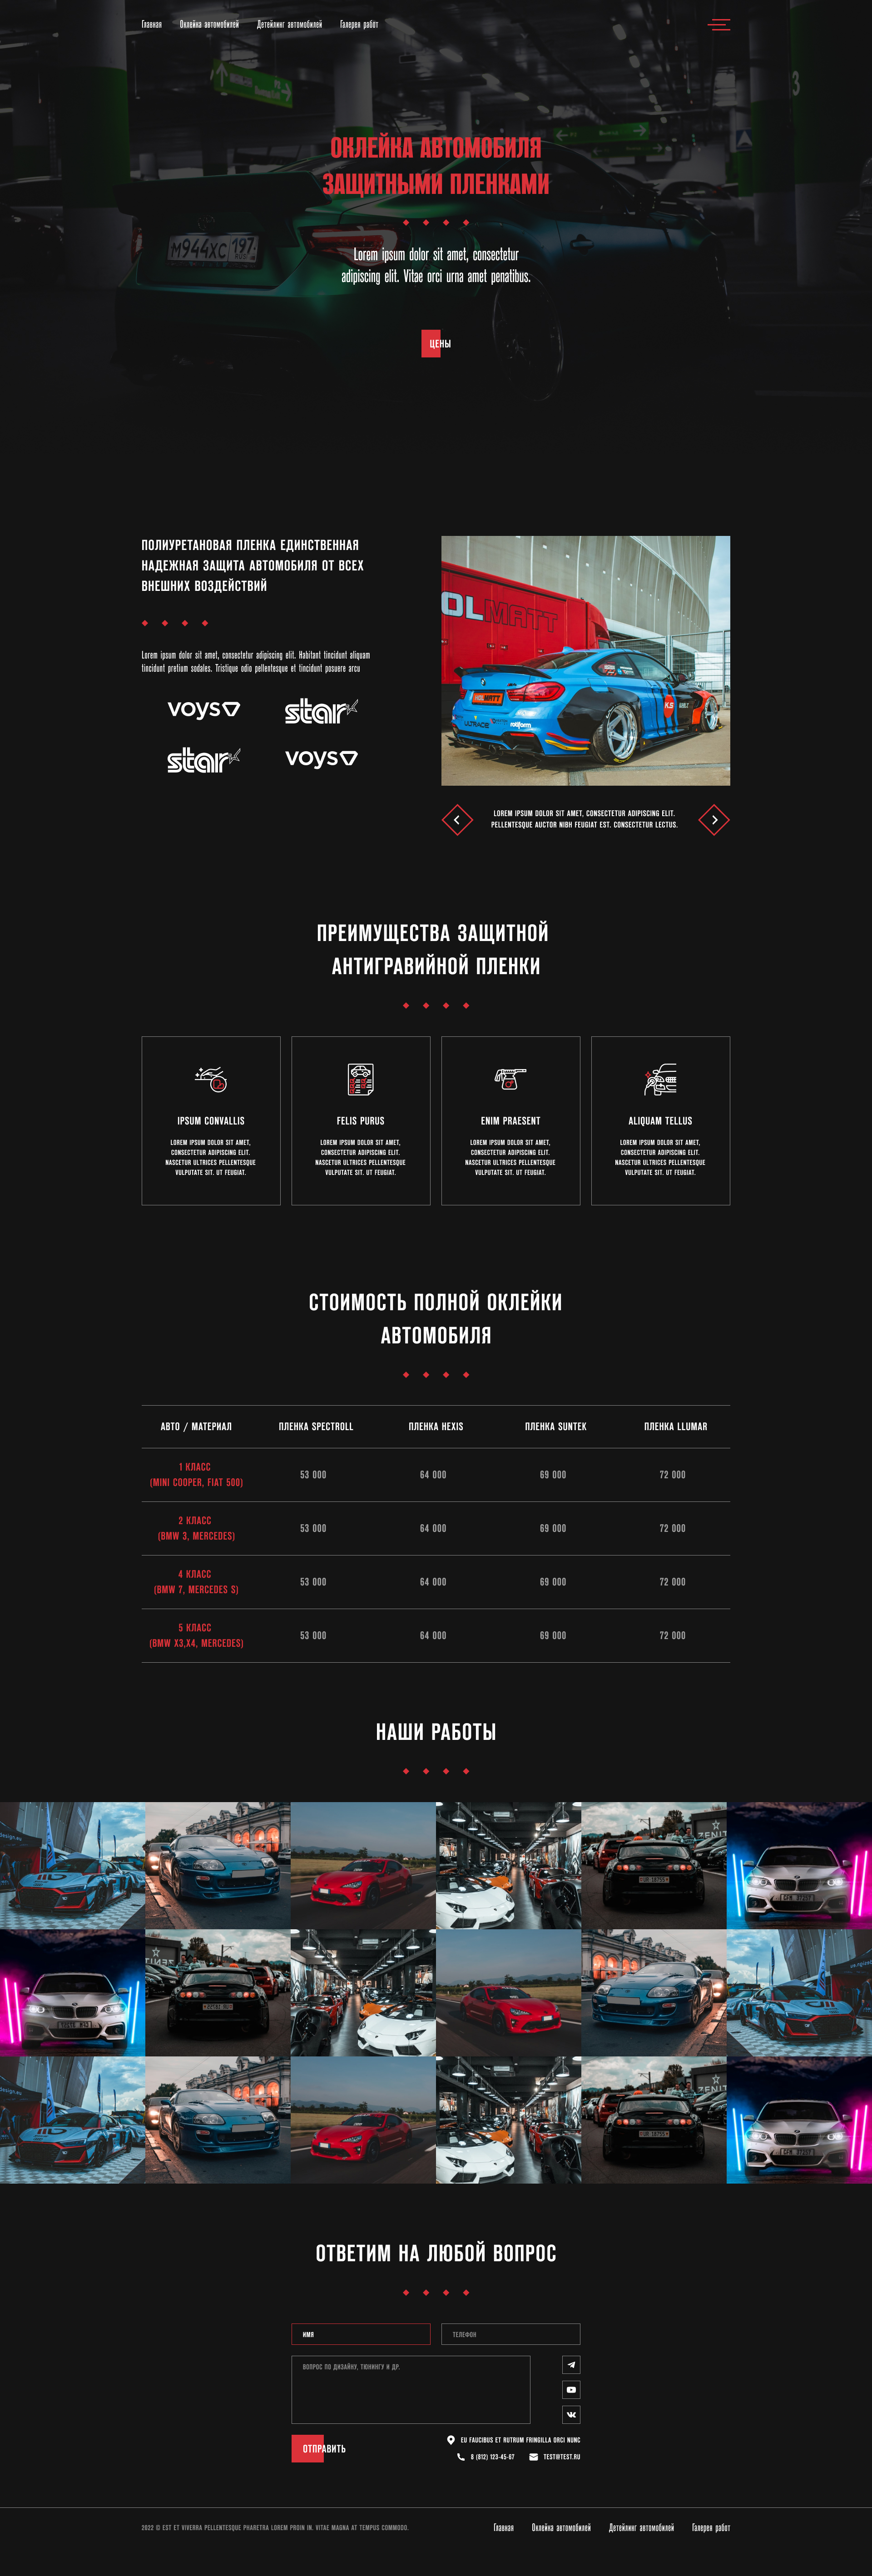 Главная Оклейка автомобилей Детейлинг автомобилей Галерея работ
ОКЛЕЙКА АВТОМОБИЛЯ
ЗАЩИТНЫМИ ПЛЕНКАМИ
М944ХС 197
Lorem ipsum dolor sit amet, consectetur
adipiscing elit. Vitae orci urna amet penatibus.
ЦЕНЫ
ПОЛИУРЕТАНОВАЯ ПЛЕНКА ЕДИНСТВЕННАЯ
НАДЕЖНАЯ ЗАЩИТА АВТОМОБИЛЯ ОТ ВСЕХ
ВНЕШНИХ ВОЗДЕЙСТВИЙ
Lorem ipsum dolor sit amet, consectetur adipiscing elit. Habitant tincidunt aliquam
tincidunt pretium sodales. Tristique odio pellentesque et tincidunt posuere arcu
voys star
star voys
OLMATT
LOREM IPSUM DOLOR SIT AMET, CONSECTETUR ADIPISCING ELIT.
PELLENTESQUE AUCTOR NIBH FEUGIAT EST. CONSECTETUR LECTUS.
ПРЕИМУЩЕСТВА ЗАЩИТНОЙ
АНТИГРАВИЙНОЙ ПЛЕНКИ
IPSUM CONVALLIS
LOREM IPSUM DOLOR SIT AMET,
CONSECTETUR ADIPISCING ELIT.
NASCETUR ULTRICES PELLENTESQUE
VULPUTATE SIT. UT FEUGIAT.
FELIS PURUS
LOREM IPSUM DOLOR SIT AMET,
CONSECTETUR ADIPISCING ELIT.
NASCETUR ULTRICES PELLENTESQUE
VULPUTATE SIT. UT FEUGIAT.
ENIM PRAESENT
LOREM IPSUM DOLOR SIT AMET,
CONSECTETUR ADIPISCING ELIT.
NASCETUR ULTRICES PELLENTESQUE
VULPUTATE SIT. UT FEUGIAT.
ALIQUAM TELLUS
LOREM IPSUM DOLOR SIT AMET,
CONSECTETUR ADIPISCING ELIT.
NASCETUR ULTRICES PELLENTESQUE
VULPUTATE SIT. UT FEUGIAT.
СТОИМОСТЬ ПОЛНОЙ ОКЛЕЙКИ
АВТОМОБИЛЯ
АВТО / МАТЕРИАЛ ПЛЕНКА SPECTROLL ПЛЕНКА HEXIS ПЛЕНКА SUNTEK ПЛЕНКА LLUMAR
1 КЛАСС
(MINI COOPER, FIAT 500) 53 000 64 000 69 000 72 000
2 КЛАСС
(BMW 3, MERCEDES) 53 000 64 000 69 000 72 000
4 КЛАСС
(BMW 7, MERCEDES S) 53 000 64 000 69 000 72 000
5 КЛАСС
(BMW X3,X4, MERCEDES) 53 000 64 000 69 000 72 000
НАШИ РАБОТЫ
ОТВЕТИМ НА ЛЮБОЙ ВОПРОС
ИМЯ ТЕЛЕФОН
ВОПРОС ПО ДИЗАЙНУ, ТЮНИНГУ И ДР.
ОТПРАВИТЬ
EU FAUCIBUS ET RUTRUM FRINGILLA ORCI NUNC
8 (812) 123-45-67 TEST@TEST.RU
2022 © EST ET VIVERRA PELLENTESQUE PHARETRA LOREM PROIN IN. VITAE MAGNA AT TEMPUS COMMODO.
Главная Оклейка автомобилей Детейлинг автомобилей Галерея работ